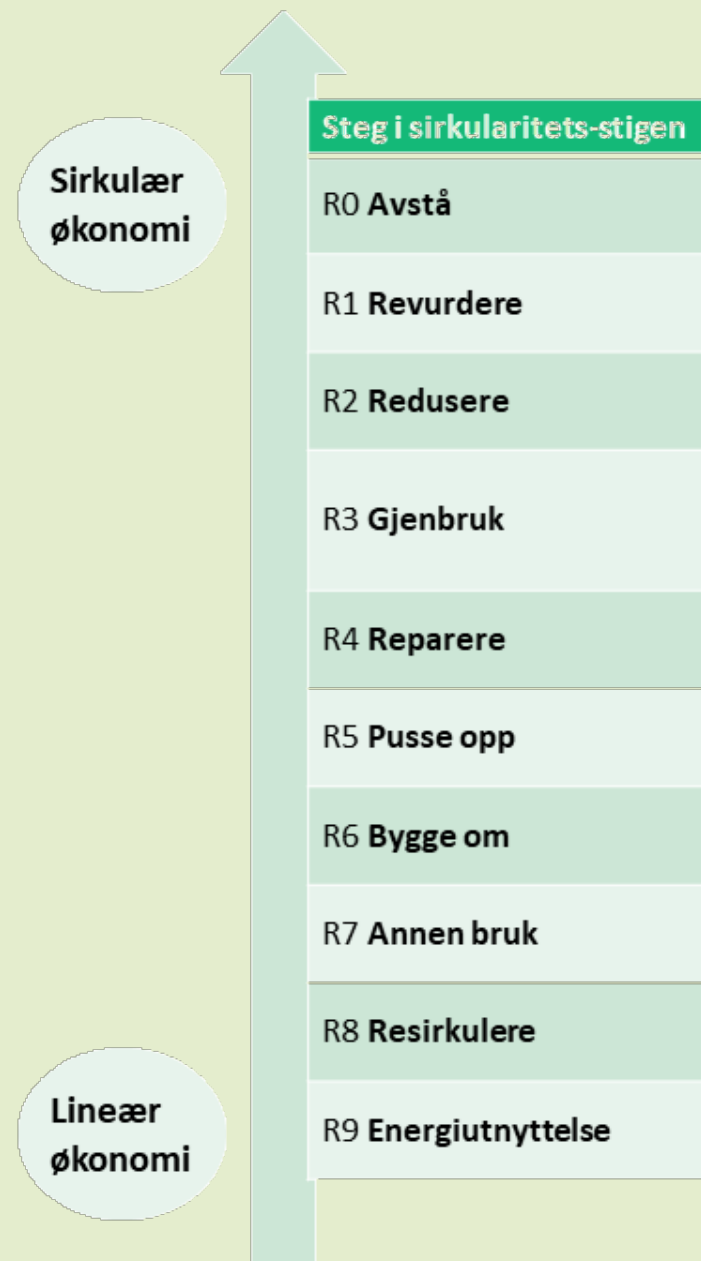 Steg i sirkularitets-stigen
Sirkulær
økonomi
R0 Avstå
R1 Revurdere
R2 Redusere
R3 Gjenbruk
R4 Reparere
R5 Pusse opp
R6 Bygge om
R7 Annen bruk
R8 Resirkulere
Lineær
økonomi
R9 Energiutnyttelse